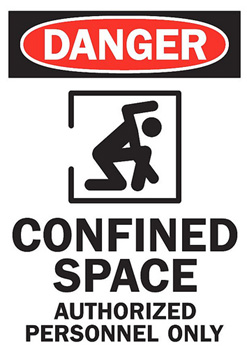 DANGER
CONFINED
SPACE
AUTHORIZED
PERSONNEL ONLY